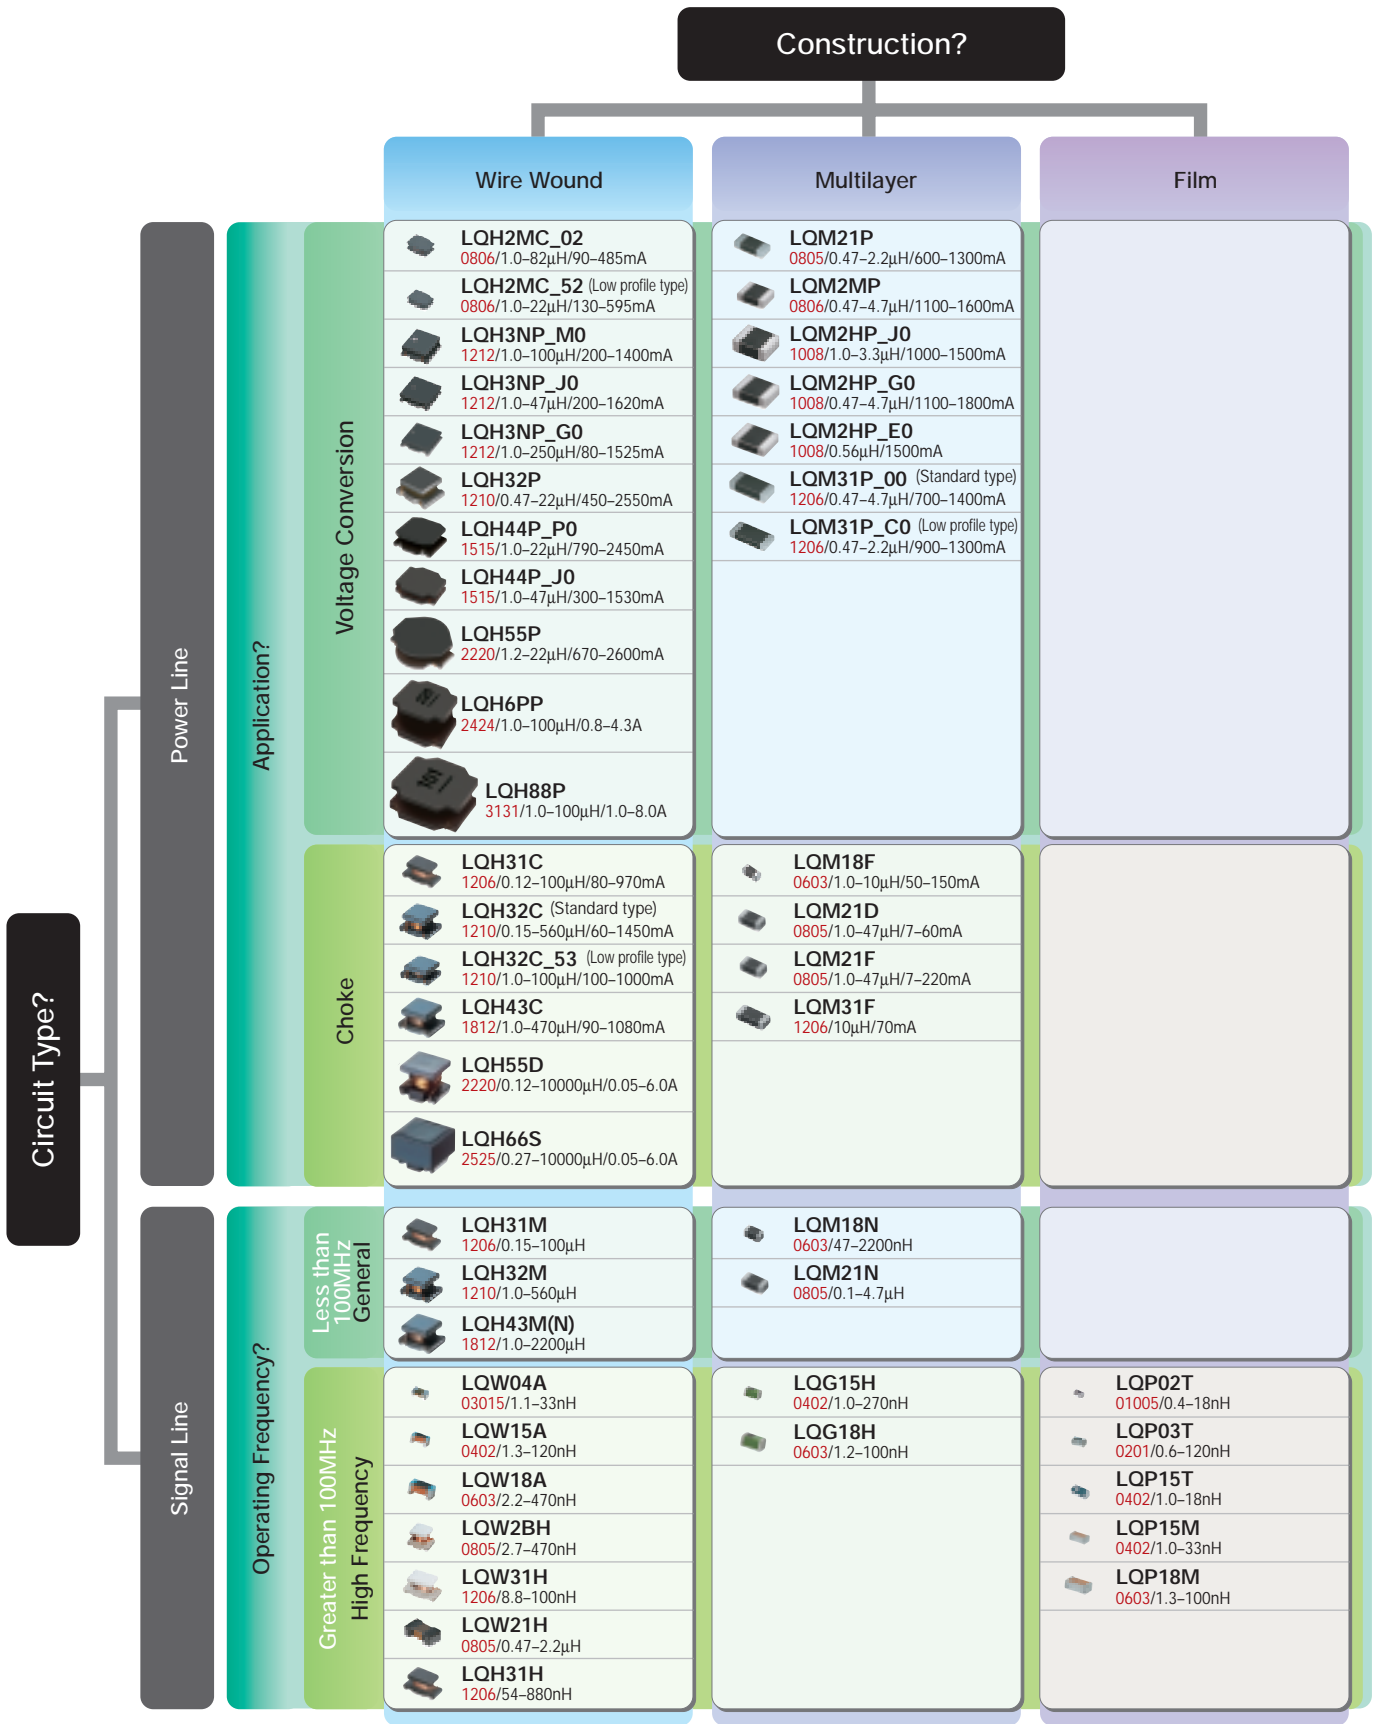 Construction?
Wire Wound
Multilayer
Film
Circuit Type?
Power Line
Application?
Voltage Conversion
LQH2MC_02
0806/1.0–82µH/90–485mA
LQH2MC_52 (Low profile type)
0806/1.0–22µH/130–595mA
LQH3NP_M0
1212/1.0–100µH/200–1400mA
LQH3NP_J0
1212/1.0–47µH/200–1620mA
LQH3NP_G0
1212/1.0–250µH/80–1525mA
LQH32P
1210/0.47–22µH/450–2550mA
LQH44P_P0
1515/1.0–22µH/790–2450mA
LQH44P_J0
1515/1.0–47µH/300–1530mA
LQH55P
2220/1.2–22µH/670–2600mA
LQH6PP
2424/1.0–100µH/0.8–4.3A
LQH88P
3131/1.0–100µH/1.0–8.0A
LQM21P
0805/0.47–2.2µH/600–1300mA
LQM2MP
0806/0.47–4.7µH/1100–1600mA
LQM2HP_J0
1008/1.0–3.3µH/1000–1500mA
LQM2HP_G0
1008/0.47–4.7µH/1100–1800mA
LQM2HP_E0
1008/0.56µH/1500mA
LQM31P_00 (Standard type)
1206/0.47–4.7µH/700–1400mA
LQM31P_C0 (Low profile type)
1206/0.47–2.2µH/900–1300mA
Choke
LQH31C
1206/0.12–100µH/80–970mA
LQH32C (Standard type)
1210/0.15–560µH/60–1450mA
LQH32C_53 (Low profile type)
1210/1.0–100µH/100–1000mA
LQH43C
1812/1.0–470µH/90–1080mA
LQH55D
2220/0.12–10000µH/0.05–6.0A
LQH66S
2525/0.27–10000µH/0.05–6.0A
LQM18F
0603/1.0–10µH/50–150mA
LQM21D
0805/1.0–47µH/7–60mA
LQM21F
0805/1.0–47µH/7–220mA
LQM31F
1206/10µH/70mA
Signal Line
Operating Frequency?
Less than
100MHz
General
LQH31M
1206/0.15–100µH
LQH32M
1210/1.0–560µH
LQH43M(N)
1812/1.0–2200µH
LQM18N
0603/47–2200nH
LQM21N
0805/0.1–4.7µH
Greater than 100MHz
High Frequency
LQW04A
03015/1.1–33nH
LQW15A
0402/1.3–120nH
LQW18A
0603/2.2–470nH
LQW2BH
0805/2.7–470nH
LQW31H
1206/8.8–100nH
LQW21H
0805/0.47–2.2µH
LQH31H
1206/54–880nH
LQG15H
0402/1.0–270nH
LQG18H
0603/1.2–100nH
LQP02T
01005/0.4–18nH
LQP03T
0201/0.6–120nH
LQP15T
0402/1.0–18nH
LQP15M
0402/1.0–33nH
LQP18M
0603/1.3–100nH